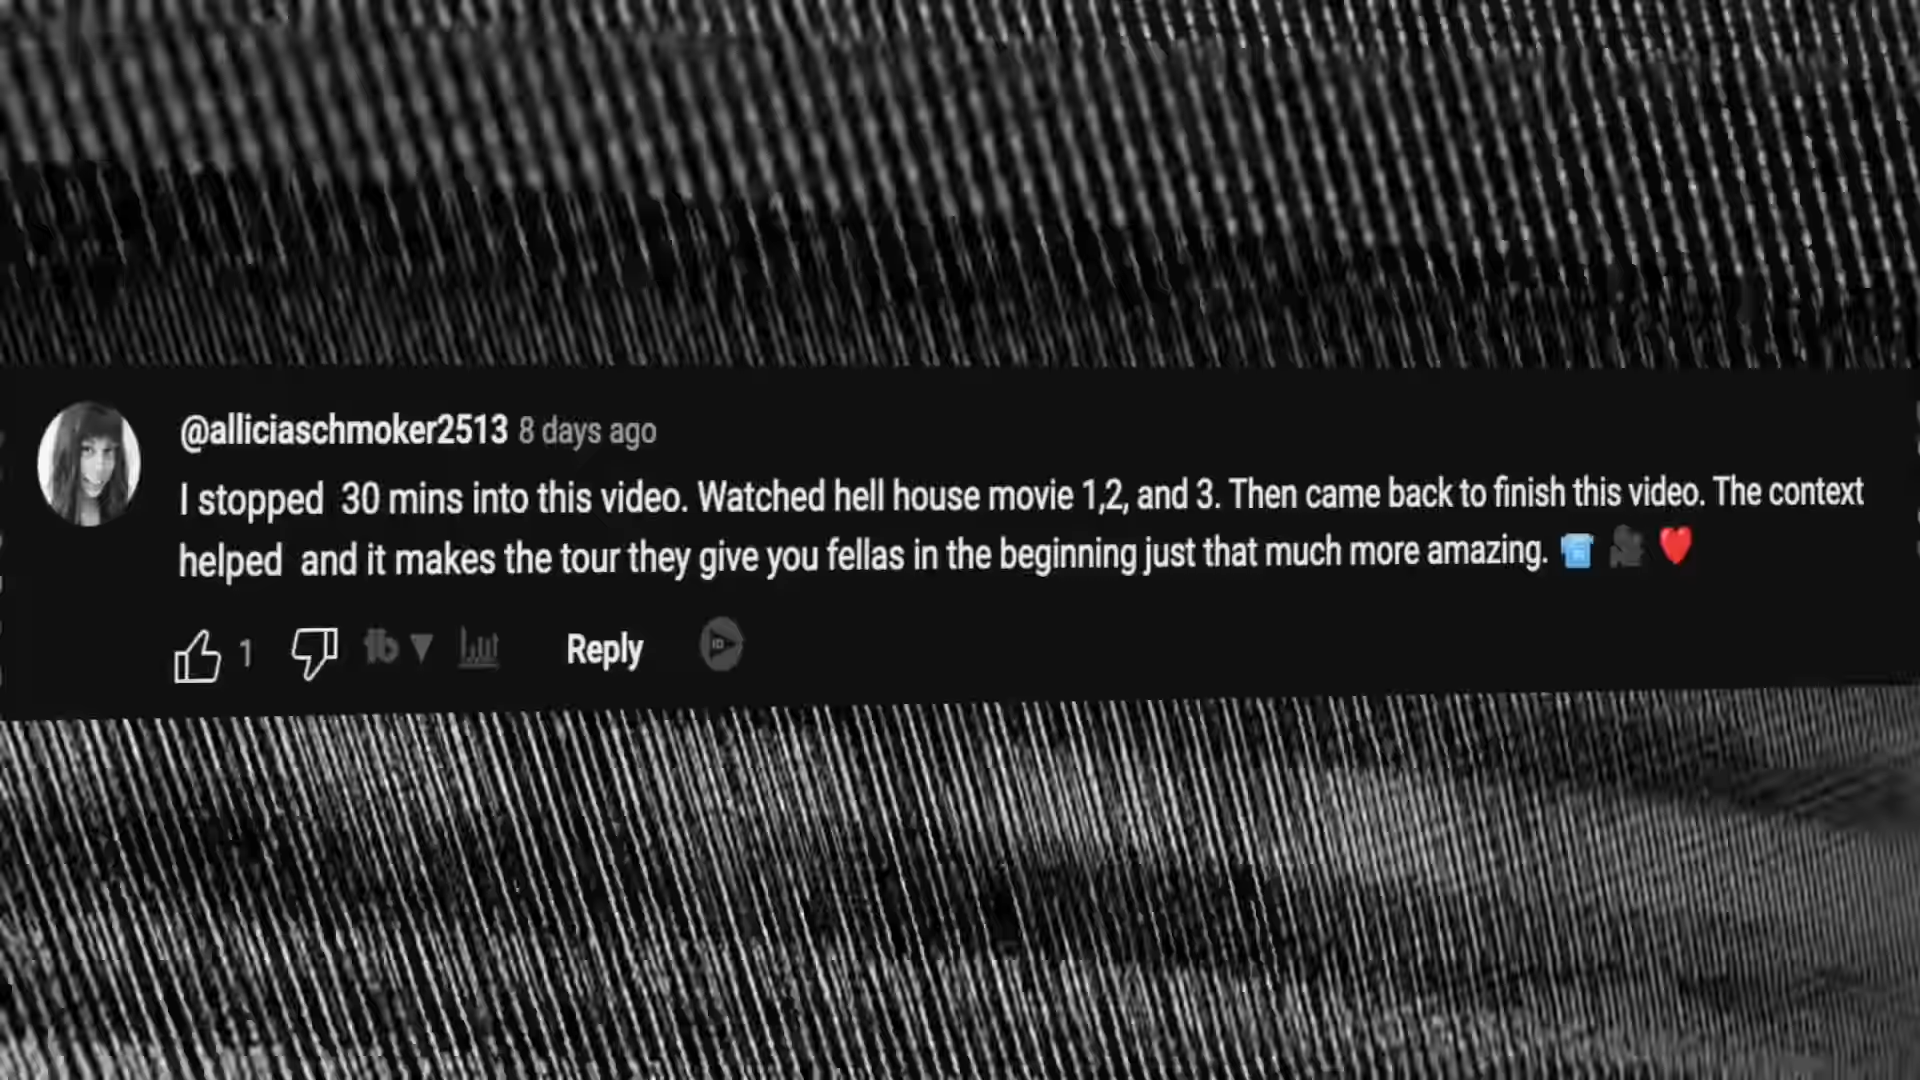 @alliciaschmoker2513 8 days ago
I stopped 30 mins into this video. Watched hell house movie 1,2, and 3. Then came back to finish this video. The context
helped and it makes the tour they give you fellas in the beginning just that much more amazing. 👕 🎥 ❤️
1 Reply